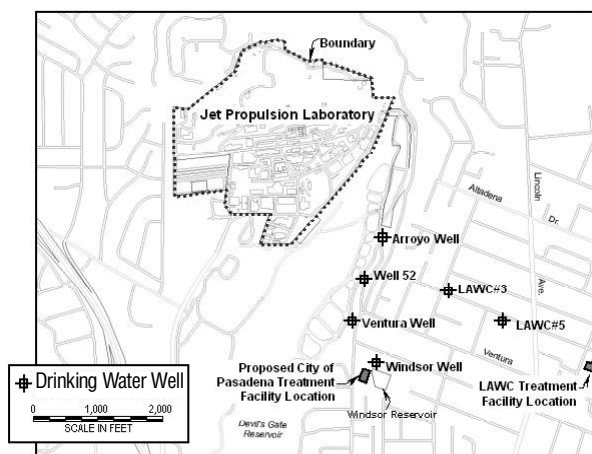 Boundary
Jet Propulsion Laboratory
Altadena
Dr.
Lincoln
Ave.
Arroyo Well
Well 52
LAWC#3
Ventura Well
LAWC#5
Ventura
Windsor Well
Proposed City of
Pasadena Treatment
Facility Location
LAWC Treatment
Facility Location
Windsor Reservoir
Devil's Gate
Reservoir
Drinking Water Well
0 1,000 2,000
SCALE IN FEET